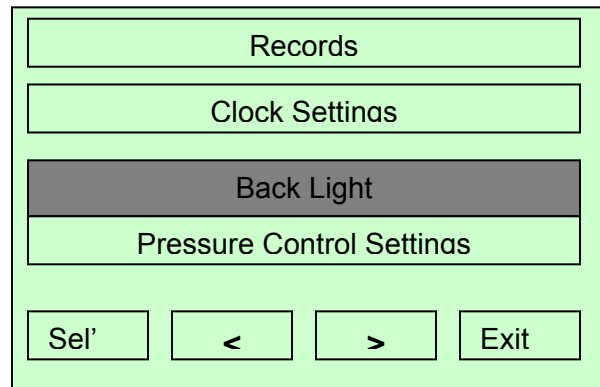 Records
Clock Settings
Back Light
Pressure Control Settings
Sel' < > Exit